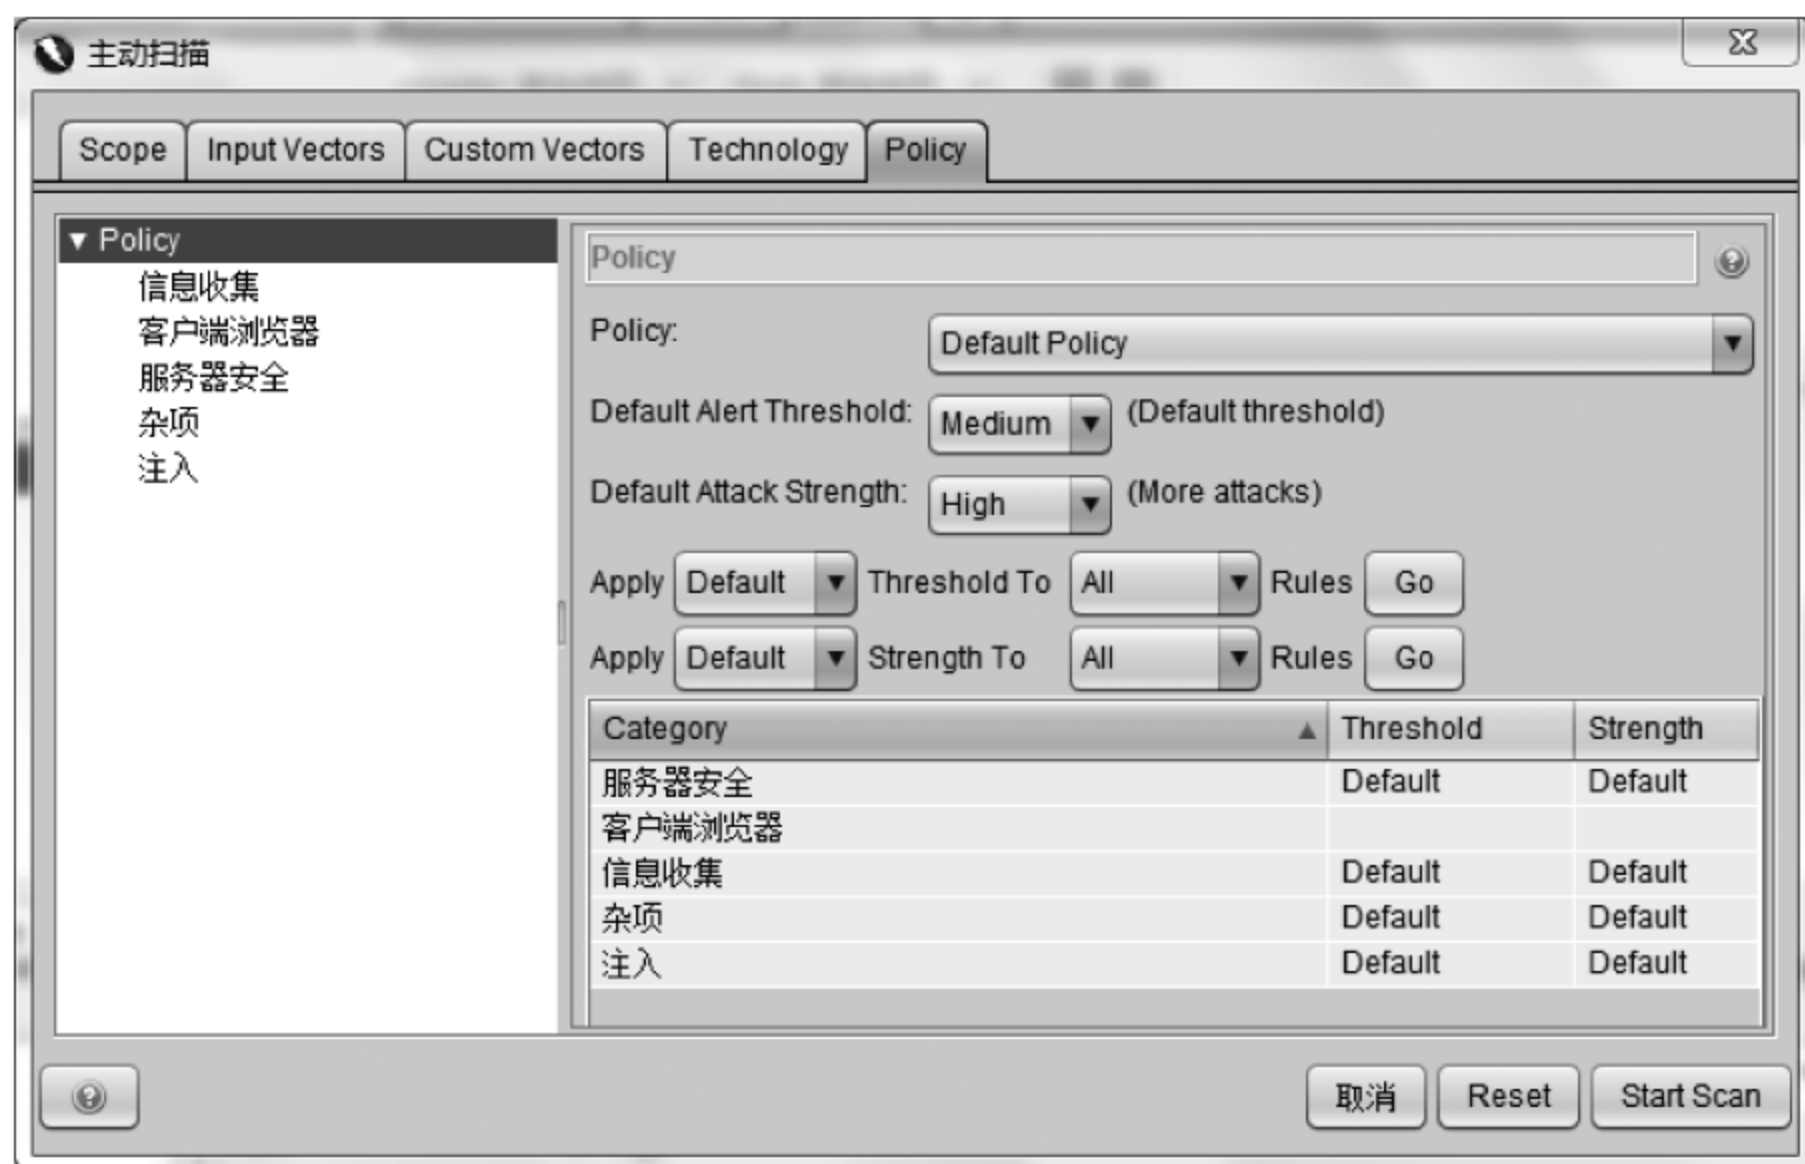 主动扫描
Scope Input Vectors Custom Vectors Technology Policy
Policy
信息收集
客户端浏览器
服务器安全
杂项
注入
Policy
Policy: Default Policy
Default Alert Threshold: Medium (Default threshold)
Default Attack Strength: High (More attacks)
Apply Default Threshold To All Rules Go
Apply Default Strength To All Rules Go
Category Threshold Strength
服务器安全 Default Default
客户端浏览器
信息收集 Default Default
杂项 Default Default
注入 Default Default
取消 Reset Start Scan